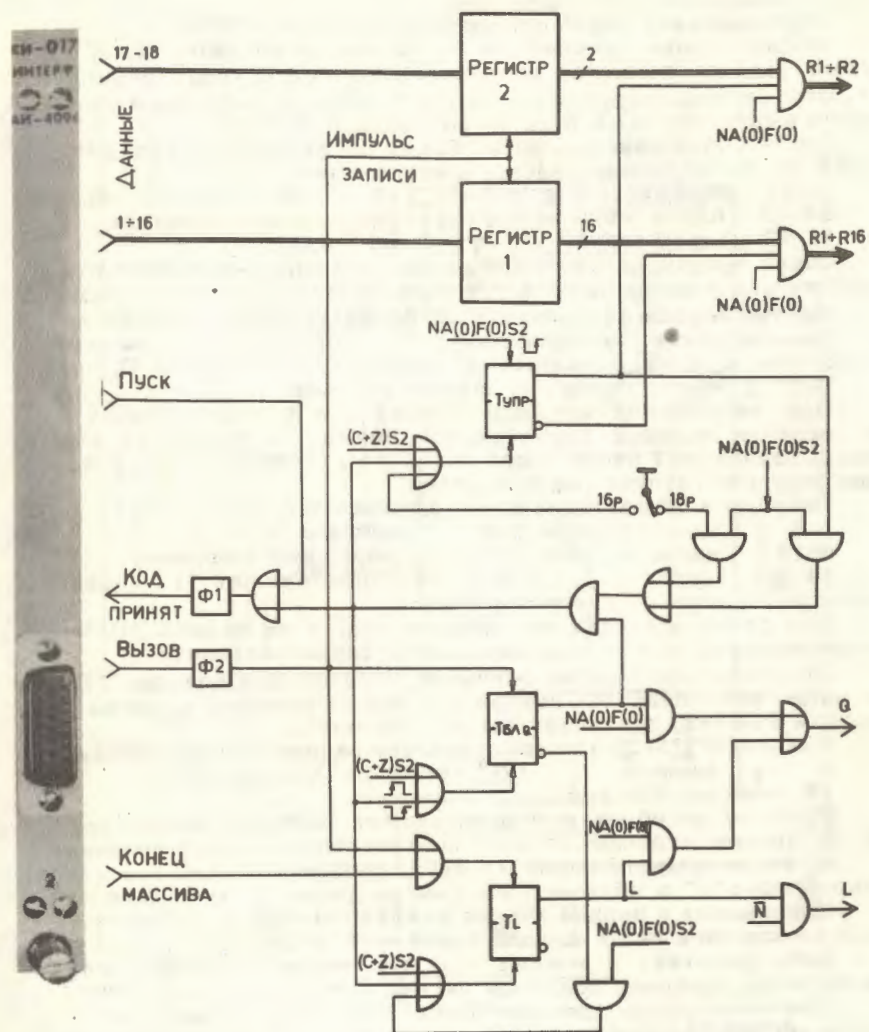 КИ-017
ИНТЕРФ
АИ-4096
2
17-18
Данные
1÷16
Регистр
2
2
R1÷R2
NA(0)F(0)
Импульс
записи
Регистр
1
16
R1÷R16
NA(0)F(0)
NA(0)F(0)S2
Пуск
Тупр
(C+Z)S2
NA(0)F(0)S2
16р
18р
Код
принят
Ф1
Вызов
Ф2
Тбл Q
NA(0)F(0)
Q
(C+Z)S2
NA(0)F(8)
Конец
массива
TL
L
N̅
L
NA(0)F(0)S2
(C+Z)S2